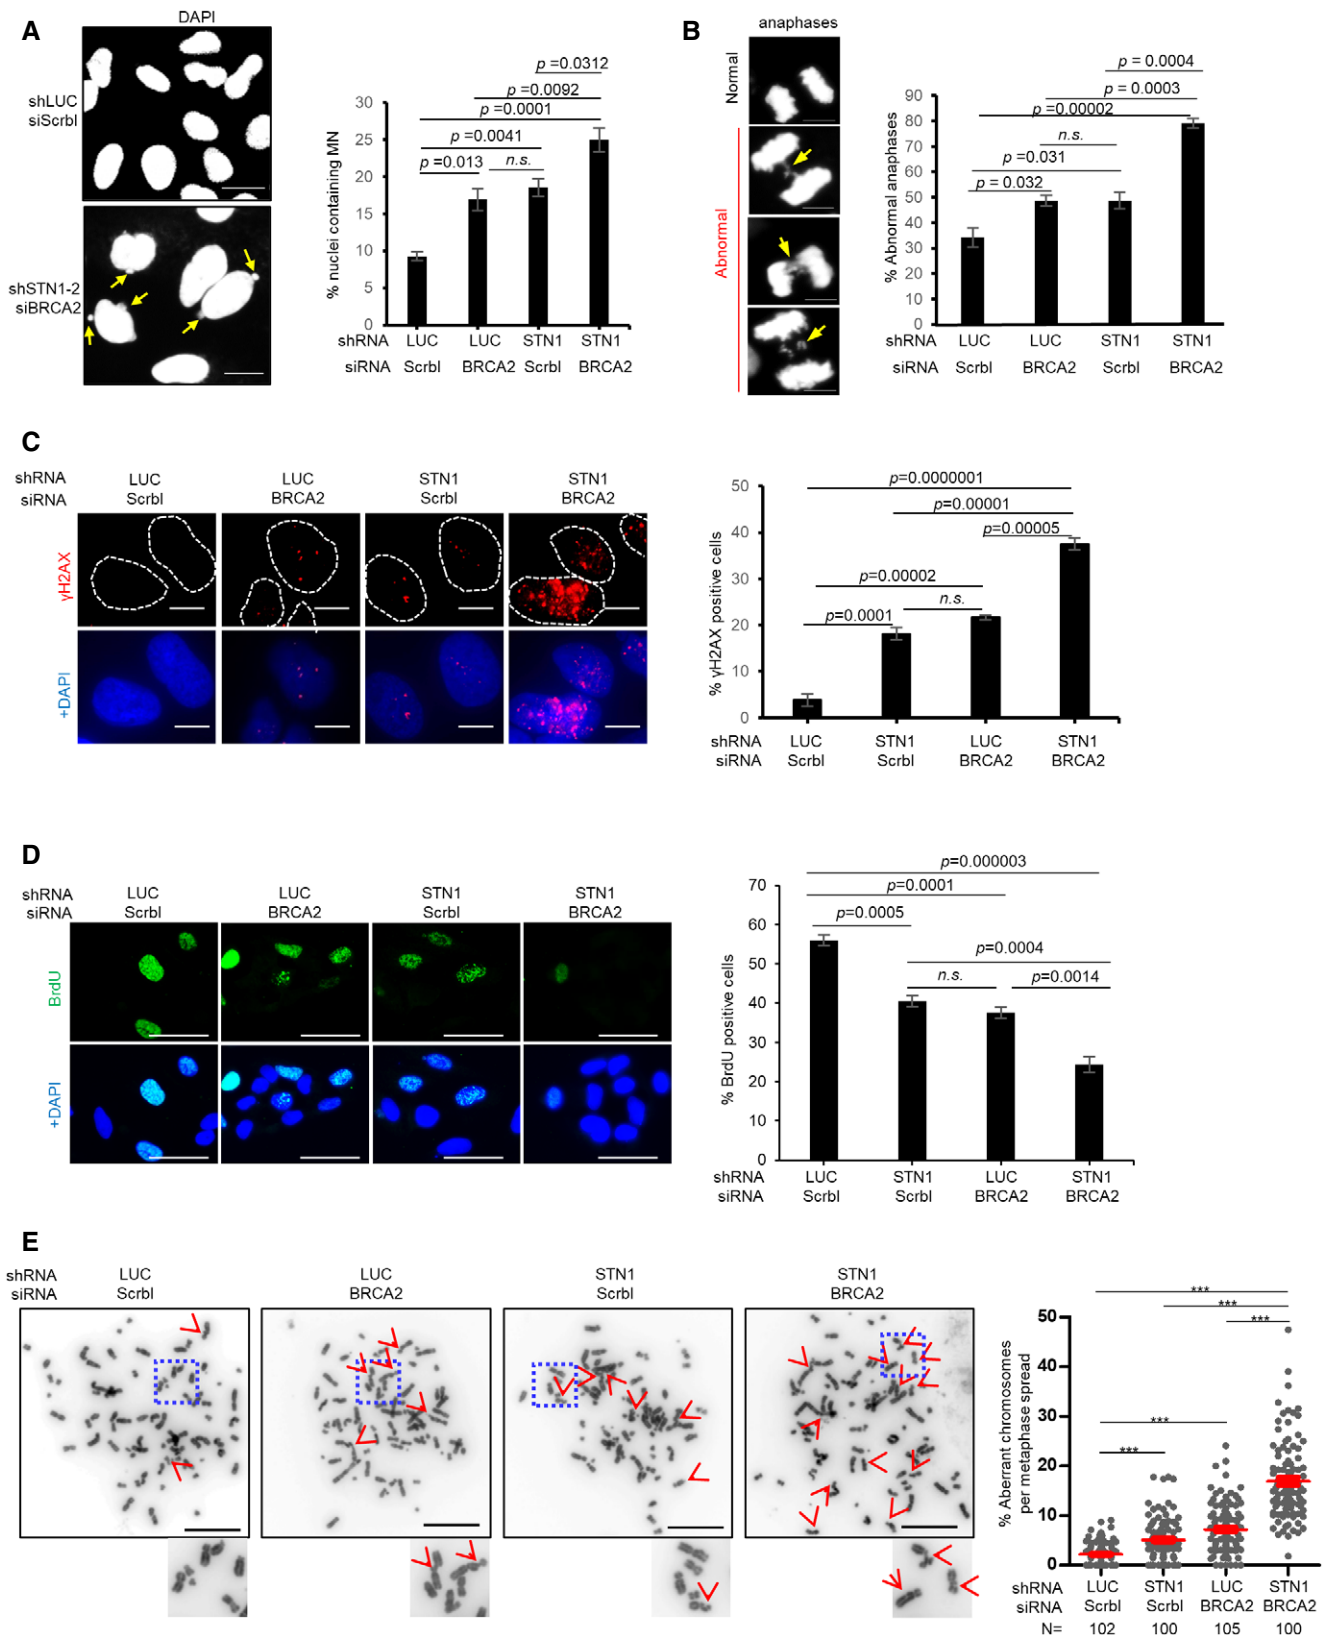 A
DAPI
shLUC
siScrbl
shSTN1-2
siBRCA2
% nuclei containing MN
30
25
20
15
10
5
0
p =0.0312
p =0.0092
p =0.0001
p =0.0041
p =0.013
n.s.
shRNA LUC LUC STN1 STN1
siRNA Scrbl BRCA2 Scrbl BRCA2
B
anaphases
Normal
Abnormal
% Abnormal anaphases
90
80
70
60
50
40
30
20
10
0
p = 0.0004
p = 0.0003
p =0.00002
n.s.
p =0.031
p = 0.032
shRNA LUC LUC STN1 STN1
siRNA Scrbl BRCA2 Scrbl BRCA2
C
shRNA LUC LUC STN1 STN1
siRNA Scrbl BRCA2 Scrbl BRCA2
γH2AX
+DAPI
% γH2AX positive cells
50
40
30
20
10
0
p=0.0000001
p=0.00001
p=0.00005
p=0.00002
n.s.
p=0.0001
shRNA LUC STN1 LUC STN1
siRNA Scrbl Scrbl BRCA2 BRCA2
D
shRNA LUC LUC STN1 STN1
siRNA Scrbl BRCA2 Scrbl BRCA2
BrdU
+DAPI
% BrdU positive cells
70
60
50
40
30
20
10
0
p=0.000003
p=0.0001
p=0.0005
p=0.0004
n.s.
p=0.0014
shRNA LUC STN1 LUC STN1
siRNA Scrbl Scrbl BRCA2 BRCA2
E
shRNA LUC LUC STN1 STN1
siRNA Scrbl BRCA2 Scrbl BRCA2
% Aberrant chromosomes
per metaphase spread
50
40
30
20
10
0
***
***
***
***
***
shRNA LUC STN1 LUC STN1
siRNA Scrbl Scrbl BRCA2 BRCA2
N= 102 100 105 100